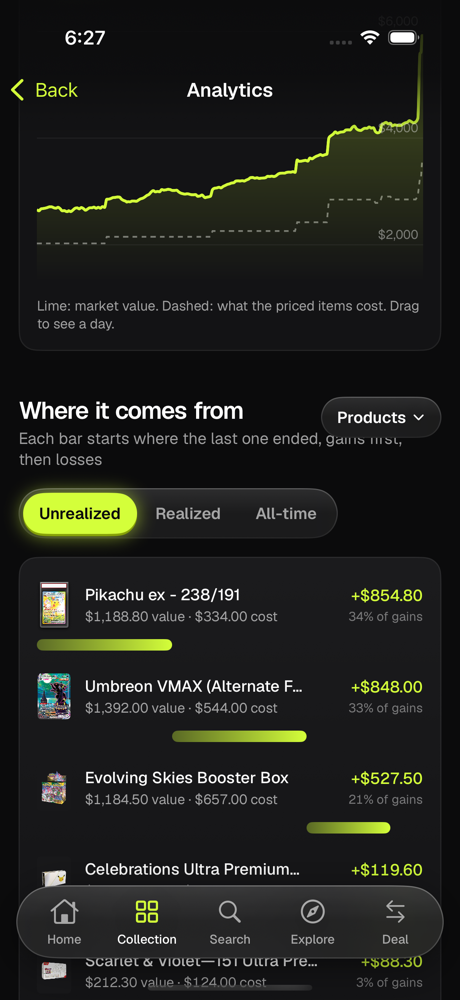 $6,000
6:27
Back
Analytics
$4,000
$2,000
Lime: market value. Dashed: what the priced items cost. Drag
to see a day.
Where it comes from
Products
Each bar starts where the last one ended, gains first,
then losses
Unrealized
Realized
All-time
Pikachu ex - 238/191
+$854.80
$1,188.80 value · $334.00 cost
34% of gains
Umbreon VMAX (Alternate F...
+$848.00
$1,392.00 value · $544.00 cost
33% of gains
Evolving Skies Booster Box
+$527.50
$1,184.50 value · $657.00 cost
21% of gains
Celebrations Ultra Premium...
+$119.60
Home
Collection
Search
Explore
Deal
Scarlet & Violet—151 Ultra Pre...
+$88.30
$212.30 value · $124.00 cost
3% of gains